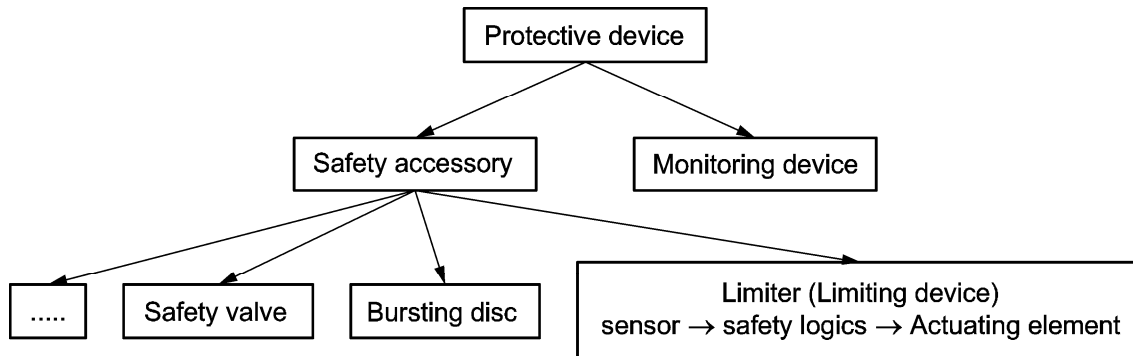 Protective device
Safety accessory
Monitoring device
.....
Safety valve
Bursting disc
Limiter (Limiting device)
sensor → safety logics → Actuating element